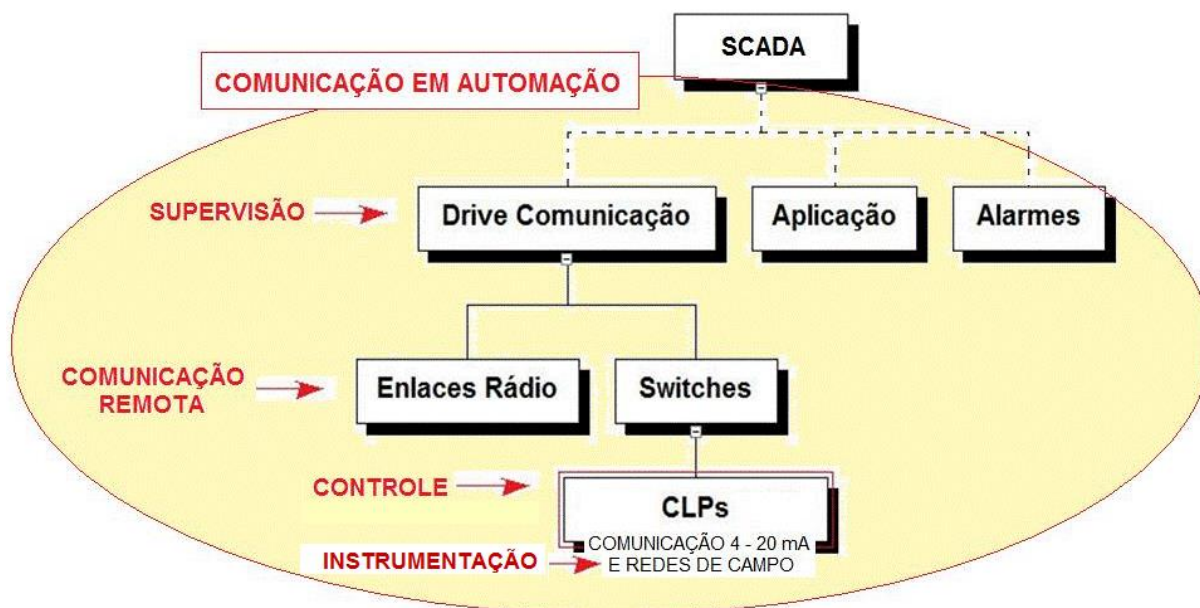 SCADA
COMUNICAÇÃO EM AUTOMAÇÃO
SUPERVISÃO
Drive Comunicação
Aplicação
Alarmes
COMUNICAÇÃO
REMOTA
Enlaces Rádio
Switches
CONTROLE
CLPs
INSTRUMENTAÇÃO
COMUNICAÇÃO 4 - 20 mA
E REDES DE CAMPO